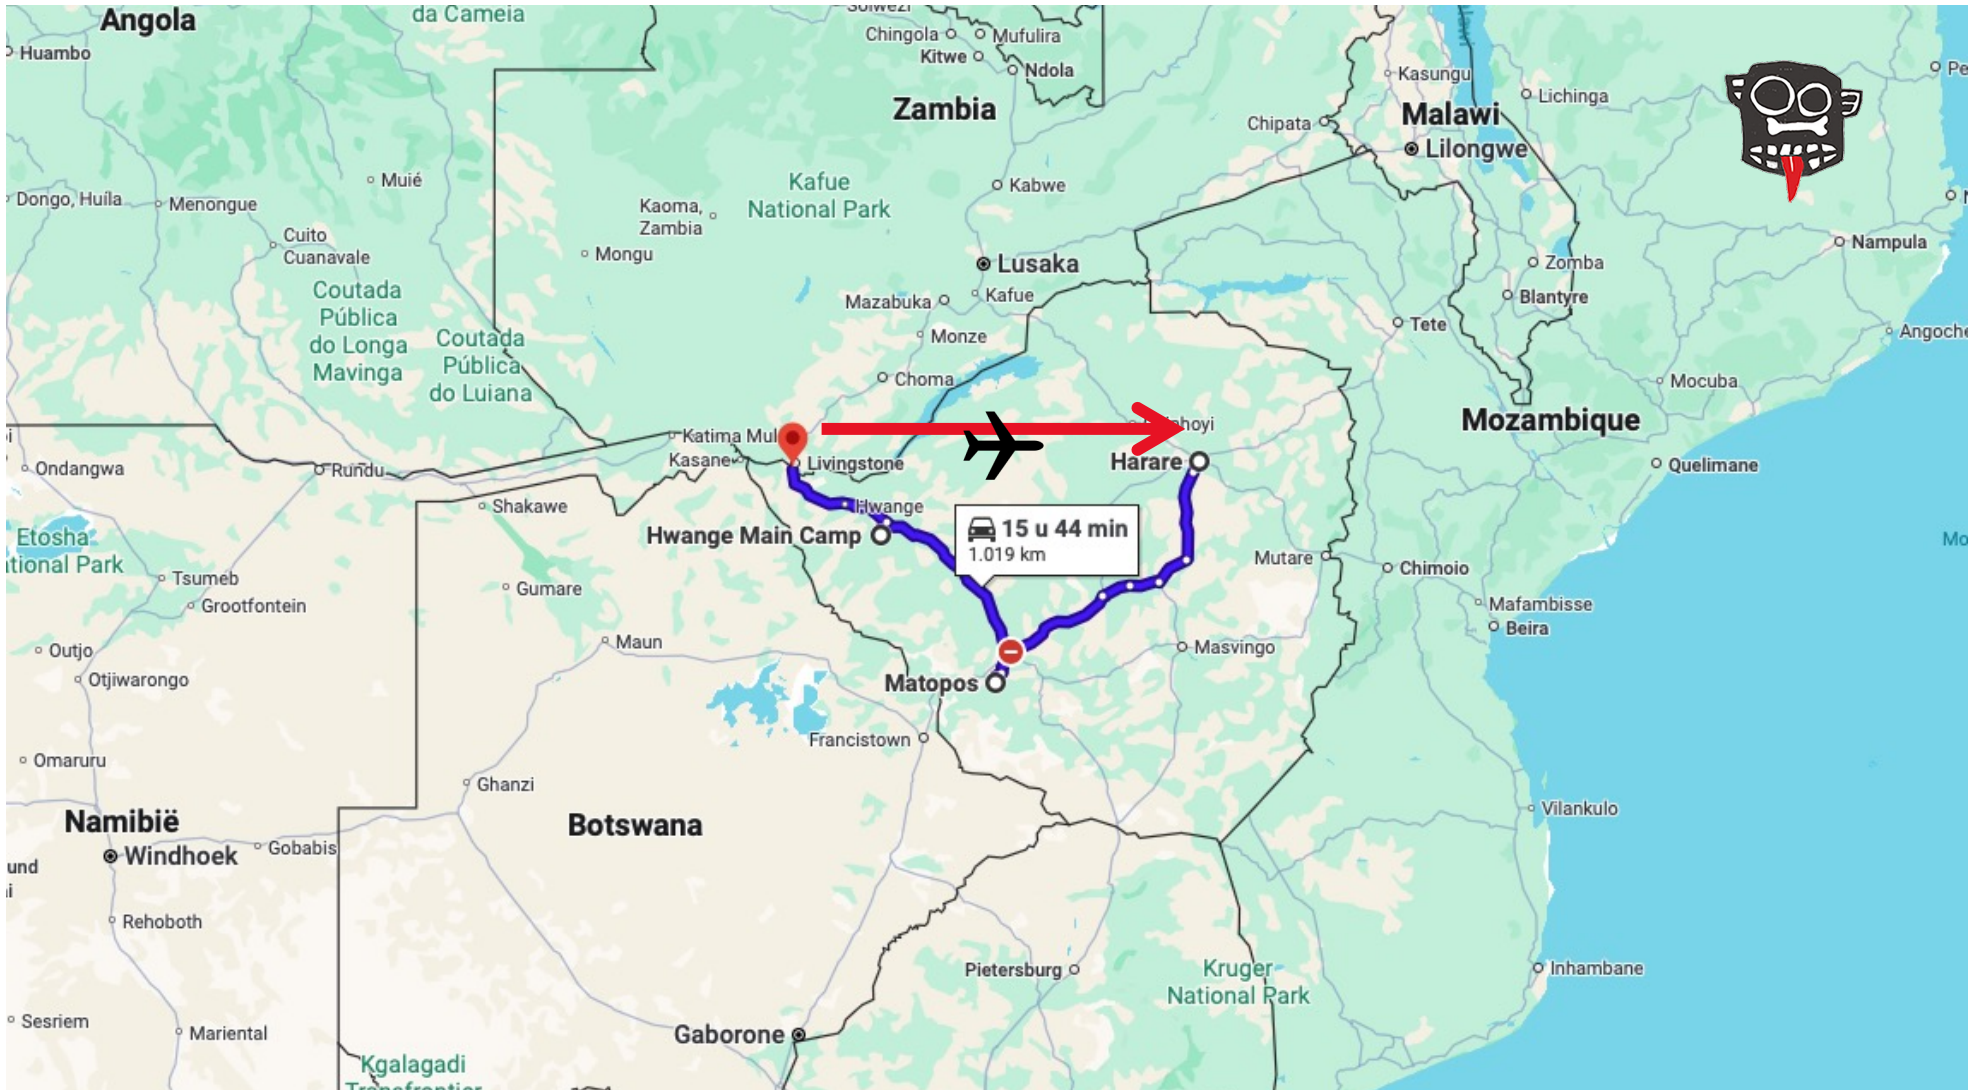 da Cameia
Angola
Huambo
Chingola
Mufulira
Kitwe
Ndola
Zambia
Kasungu
Lichinga
Malawi
Chipata
Lilongwe
Muié
Kafue
National Park
Kabwe
Dongo, Huíla
Menongue
Kaoma,
Zambia
Cuito
Cuanavale
Mongu
Lusaka
Nampula
Zomba
Coutada
Pública
do Longa
Mavinga
Mazabuka
Kafue
Blantyre
Coutada
Pública
do Luiana
Monze
Tete
Angoche
Choma
Mocuba
Mozambique
Katima Mul
Kasane
Livingstone
Harare
Ondangwa
Rundu
Quelimane
Shakawe
Hwange
Hwange Main Camp
15 u 44 min
1.019 km
Etosha
tional Park
Mo
Mutare
Chimoio
Tsumeb
Gumare
Grootfontein
Mafambisse
Beira
Outjo
Maun
Masvingo
Otjiwarongo
Matopos
Francistown
Omaruru
Ghanzi
Vilankulo
Namibië
Botswana
Windhoek
Gobabis
und
Rehoboth
Pietersburg
Kruger
National Park
Inhambane
Sesriem
Mariental
Gaborone
Kgalagadi